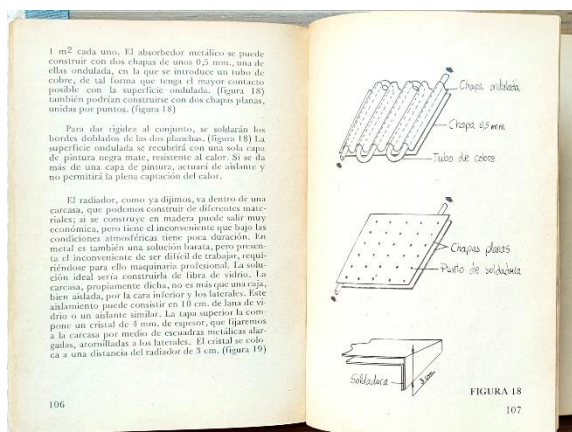 1 m2 cada uno. El absorbedor metálico se puede
construir con dos chapas de unos 0,5 mm., una de
ellas ondulada, en la que se introduce un tubo de
cobre, de tal forma que tenga el mayor contacto
posible con la superficie ondulada. (figura 18)
también podrían construirse con dos chapas planas,
unidas por puntos. (figura 18)
Para dar rigidez al conjunto, se soldarán los
bordes doblados de las dos planchas. (figura 18) La
superficie ondulada se recubrirá con una sola capa
de pintura negra mate, resistente al calor. Si se da
más de una capa de pintura, actuará de aislante y
no permitirá la plena captación del calor.
El radiador, como ya dijimos, va dentro de una
carcasa, que podemos construir de diferentes mate-
riales; si se construye en madera puede salir muy
económica, pero tiene el inconveniente que bajo las
condiciones atmosféricas tiene poca duración. En
metal es también una solución barata, pero presen-
ta el inconveniente de ser difícil de trabajar, requi-
riéndose para ello maquinaria profesional. La solu-
ción ideal sería construirla de fibra de vidrio. La
carcasa, propiamente dicha, no es más que una caja,
bien aislada, por la cara inferior y los laterales. Este
aislamiento puede consistir en 10 cm. de lana de vi-
drio o un aislante similar. La tapa superior la com-
pone un cristal de 4 mm. de espesor, que fijaremos
a la carcasa por medio de escuadras metálicas alar-
gadas, atornilladas a los laterales. El cristal se colo-
ca a una distancia del radiador de 3 cm. (figura 19)
106
Chapa ondulada
Chapa 0,5 mm.
Tubo de cobre
Chapas planas
Punto de soldadura
Soldadura
3 cm.
FIGURA 18
107